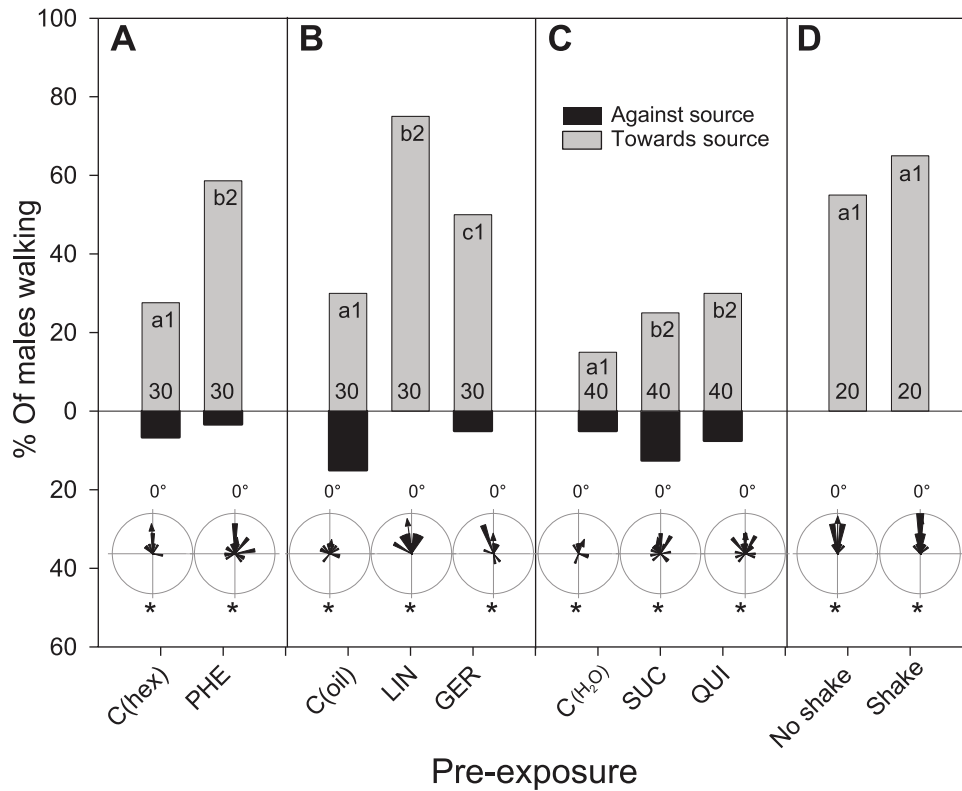 100
80
60
40
20
0
20
40
60
% Of males walking
A
B
C
D
Against source
Towards source
a1
b2
30
30
a1
b2
c1
30
30
30
a1
b2
b2
40
40
40
a1
a1
20
20
0° 0° 0° 0° 0° 0° 0° 0° 0° 0°
* * * * * * * * * *
C(hex)
PHE
C(oil)
LIN
GER
C(H₂O)
SUC
QUI
No shake
Shake
Pre-exposure